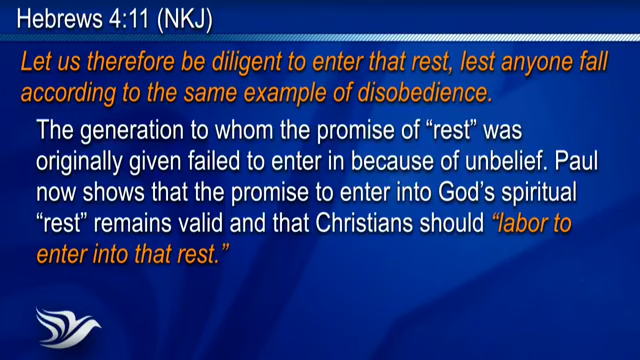 Hebrews 4:11 (NKJ)
Let us therefore be diligent to enter that rest, lest anyone fall
according to the same example of disobedience.
The generation to whom the promise of “rest” was
originally given failed to enter in because of unbelief. Paul
now shows that the promise to enter into God’s spiritual
“rest” remains valid and that Christians should “labor to
enter into that rest.”